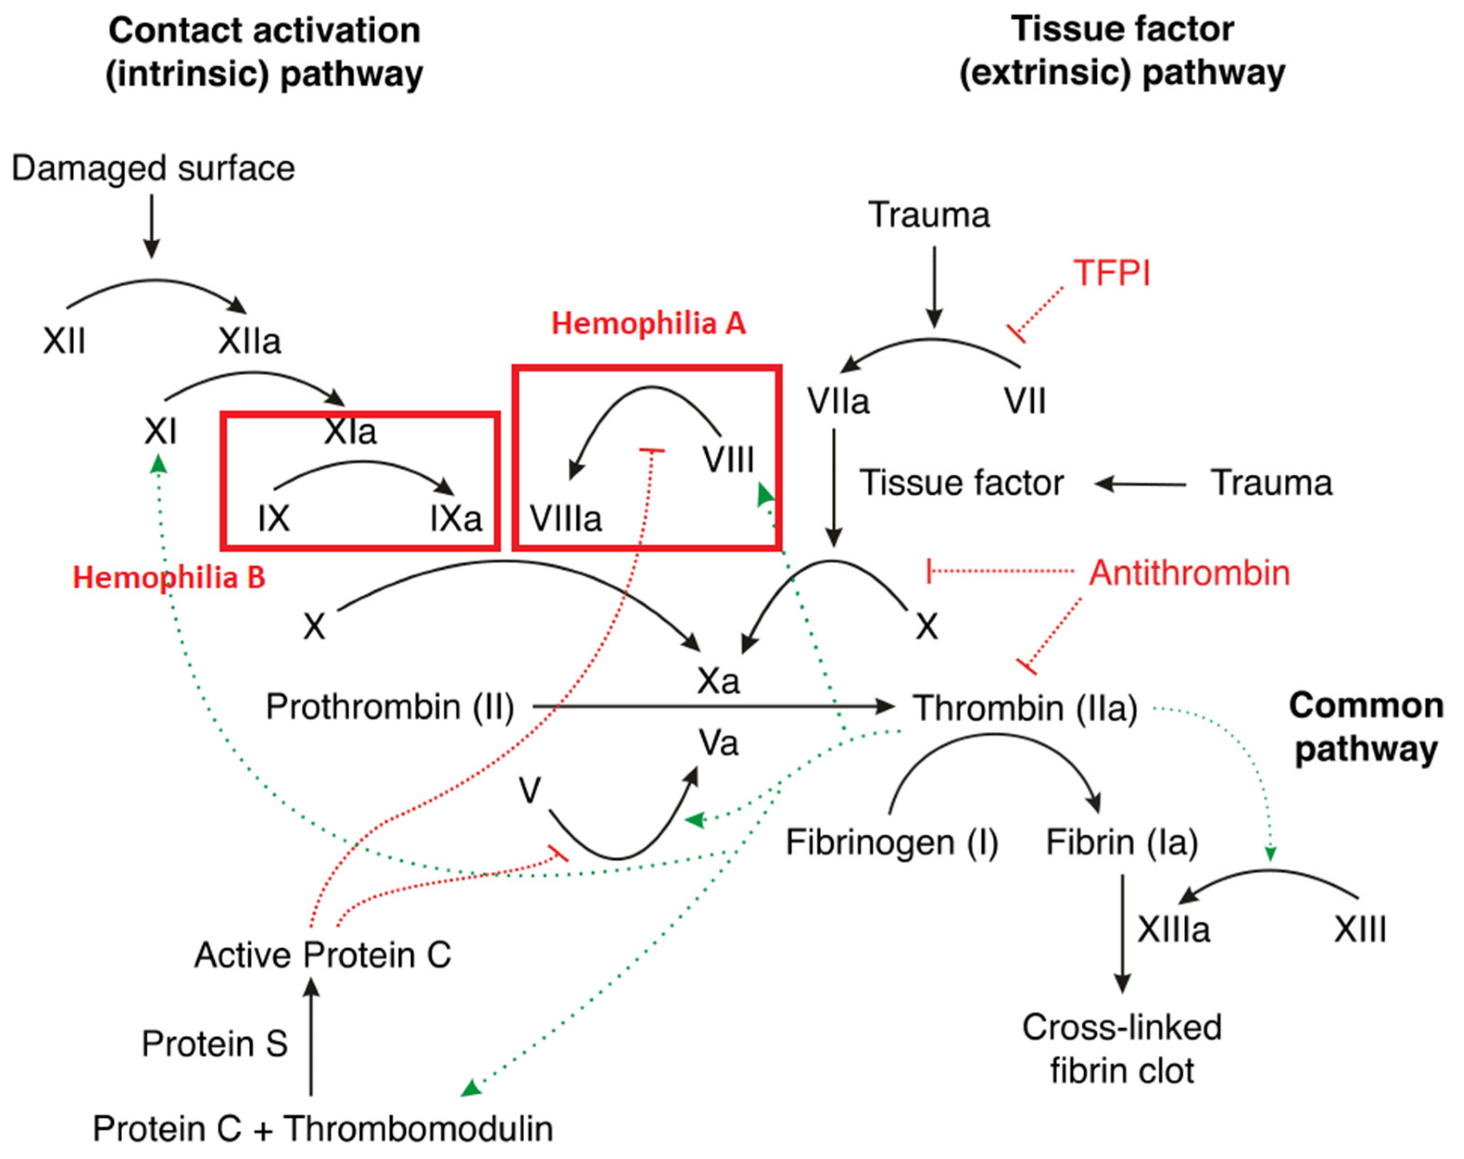 Contact activation
(intrinsic) pathway
Tissue factor
(extrinsic) pathway
Damaged surface
Trauma
TFPI
Hemophilia A
XII
XIIa
VIIa
VII
XI
XIa
VIII
Tissue factor
Trauma
IX
IXa
VIIIa
Hemophilia B
Antithrombin
X
X
Xa
Prothrombin (II)
Thrombin (IIa)
Common
pathway
Va
V
Fibrinogen (I)
Fibrin (Ia)
XIIIa
XIII
Active Protein C
Cross-linked
fibrin clot
Protein S
Protein C + Thrombomodulin